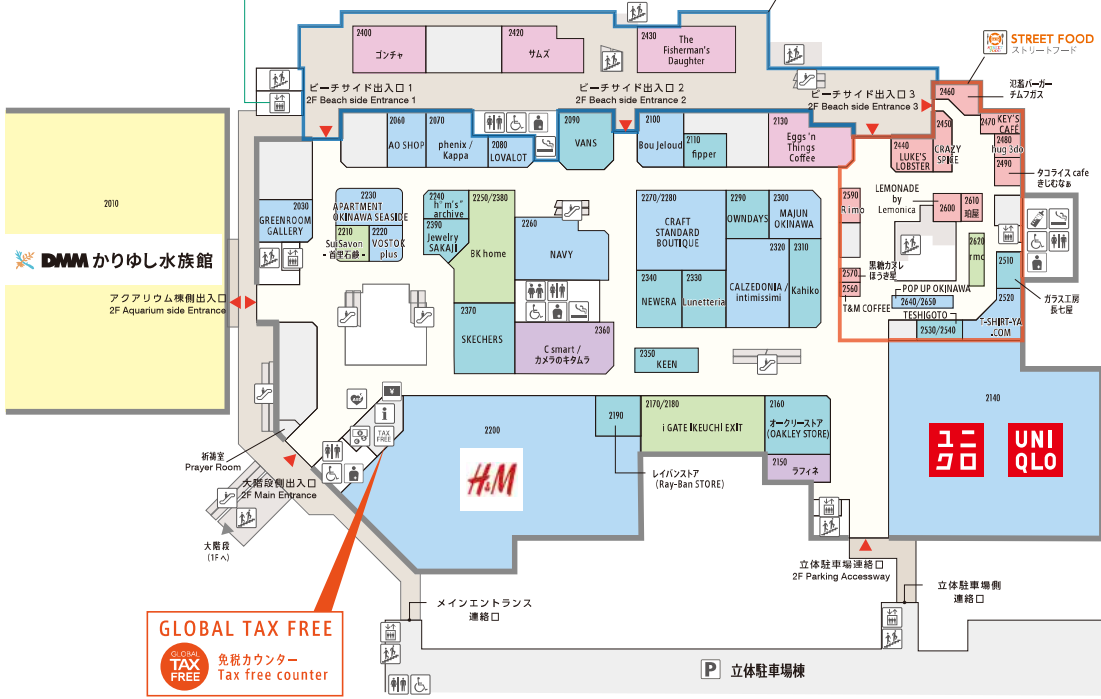 2400
ゴンチャ
2420
サムズ
2430
The
Fisherman's
Daughter
STREET FOOD
ストリートフード
ビーチサイド出入口 1
2F Beach side Entrance 1
ビーチサイド出入口 2
2F Beach side Entrance 2
ビーチサイド出入口 3
2F Beach side Entrance 3
2460
氾濫バーガー
チムフガス
2060
AO SHOP
2070
phenix /
Kappa
2080
LOVALOT
2090
VANS
2100
Bou Jeloud
2110
fipper
2130
Eggs 'n
Things
Coffee
2440
LUKE'S
LOBSTER
2450
CRAZY
SPICE
2470
KEY'S
CAFÉ
2480
hug 3do
2490
タコライス cafe
きじむなぁ
2010
DMM かりゆし水族館
アクアリウム棟側出入口
2F Aquarium side Entrance
2030
GREENROOM
GALLERY
2230
APARTMENT
OKINAWA SEASIDE
2210
SuiSavon
- 首里石鹸 -
2220
VOSTOK
plus
2240
h"m's"
archive
2390
Jewelry
SAKAJI
2250/2380
BK home
2260
NAVY
2370
SKECHERS
2360
C smart /
カメラのキタムラ
2270/2280
CRAFT
STANDARD
BOUTIQUE
2290
OWNDAYS
2300
MAJUN
OKINAWA
2320
CALZEDONIA /
intimissimi
2310
Kahiko
2340
NEWERA
2330
Lunetteria
2350
KEEN
2590
Rimo
LEMONADE
by
Lemonica
2600
2610
珀屋
2620
rmc
2570
黒糖カヌレ
ほうき星
2560
T&M COFFEE
POP UP OKINAWA
2640/2650
TESHIGOTO
2530/2540
2510
ガラス工房
長七屋
2520
T-SHIRT-YA
.COM
祈祷室
Prayer Room
大階段側出入口
2F Main Entrance
大階段
(1Fへ)
AED
TAX
FREE
2200
H&M
2190
レイバンストア
(Ray-Ban STORE)
2170/2180
i GATE IKEUCHI EXIT
2160
オークリーストア
(OAKLEY STORE)
2150
ラフィネ
2140
ユニクロ
UNI
QLO
立体駐車場連絡口
2F Parking Accessway
立体駐車場側
連絡口
メインエントランス
連絡口
GLOBAL TAX FREE
GLOBAL
TAX
FREE
免税カウンター
Tax free counter
P 立体駐車場棟